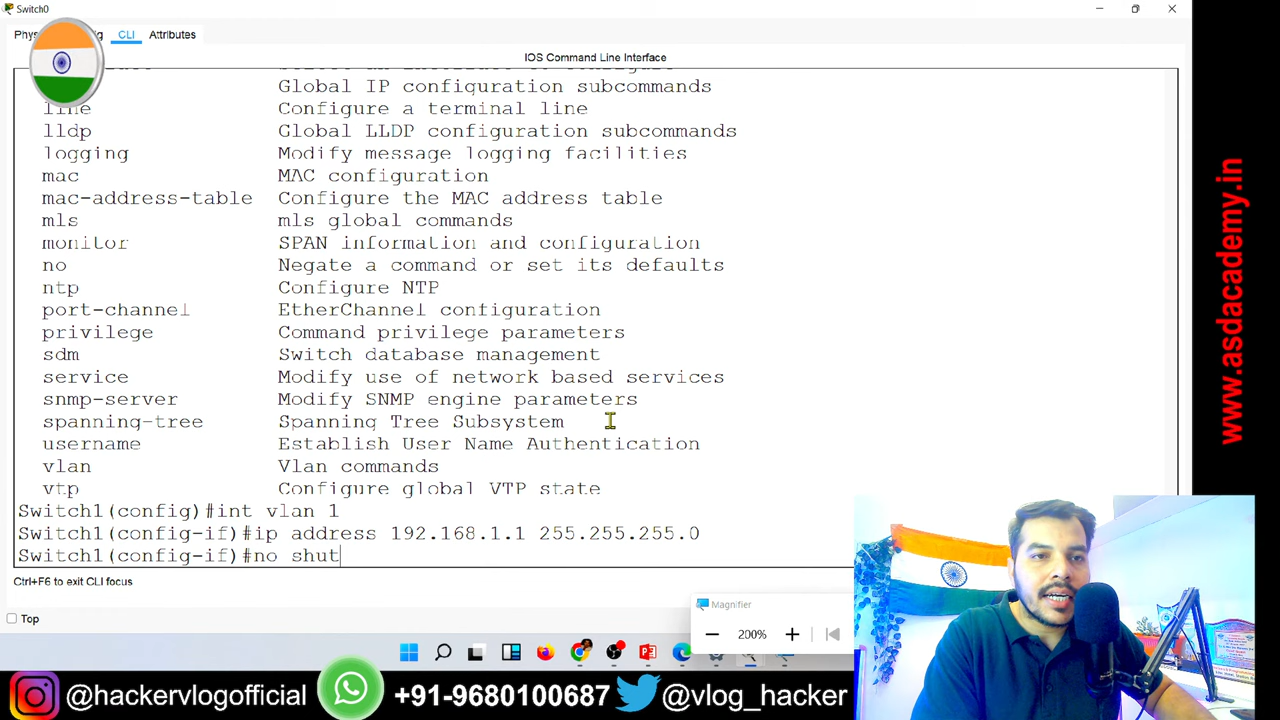 Switch0
CLI
Attributes
IOS Command Line Interface
Global IP configuration subcommands
line Configure a terminal line
lldp Global LLDP configuration subcommands
logging Modify message logging facilities
mac MAC configuration
mac-address-table Configure the MAC address table
mls mls global commands
monitor SPAN information and configuration
no Negate a command or set its defaults
ntp Configure NTP
port-channel EtherChannel configuration
privilege Command privilege parameters
sdm Switch database management
service Modify use of network based services
snmp-server Modify SNMP engine parameters
spanning-tree Spanning Tree Subsystem
username Establish User Name Authentication
vlan Vlan commands
vtp Configure global VTP state
Switch1(config)#int vlan 1
Switch1(config-if)#ip address 192.168.1.1 255.255.255.0
Switch1(config-if)#no shut
Ctrl+F6 to exit CLI focus
Top
Magnifier
200%
www.asdacademy.in
@hackervlogofficial
+91-9680100687
@vlog_hacker